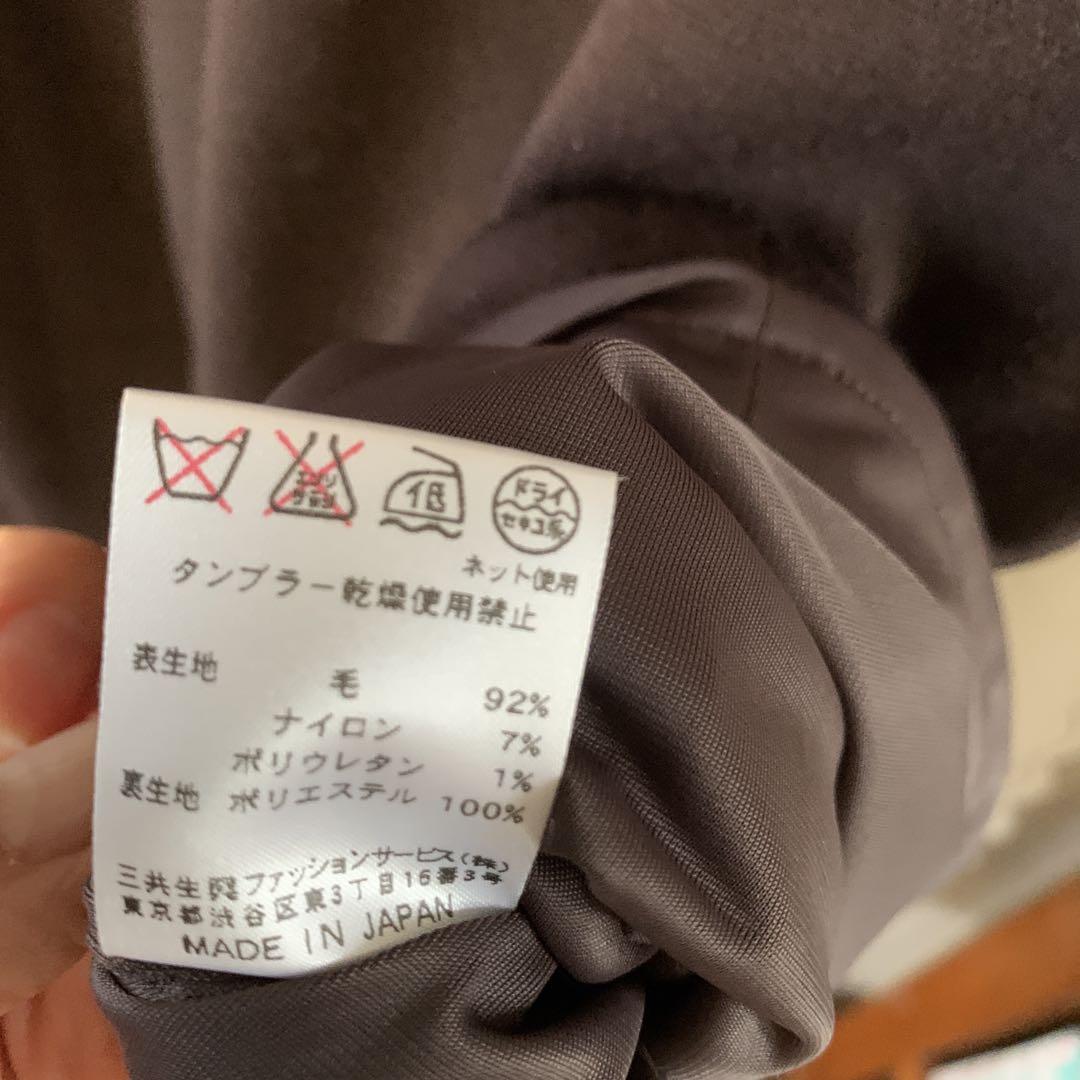 エンソ
サラシ
低
ドライ
セキユ系
ネット使用
タンブラー乾燥使用禁止
表生地 毛 92%
ナイロン 7%
ポリウレタン 1%
裏生地 ポリエステル 100%
三共生興ファッションサービス(株)
東京都渋谷区東3丁目16番3号
MADE IN JAPAN